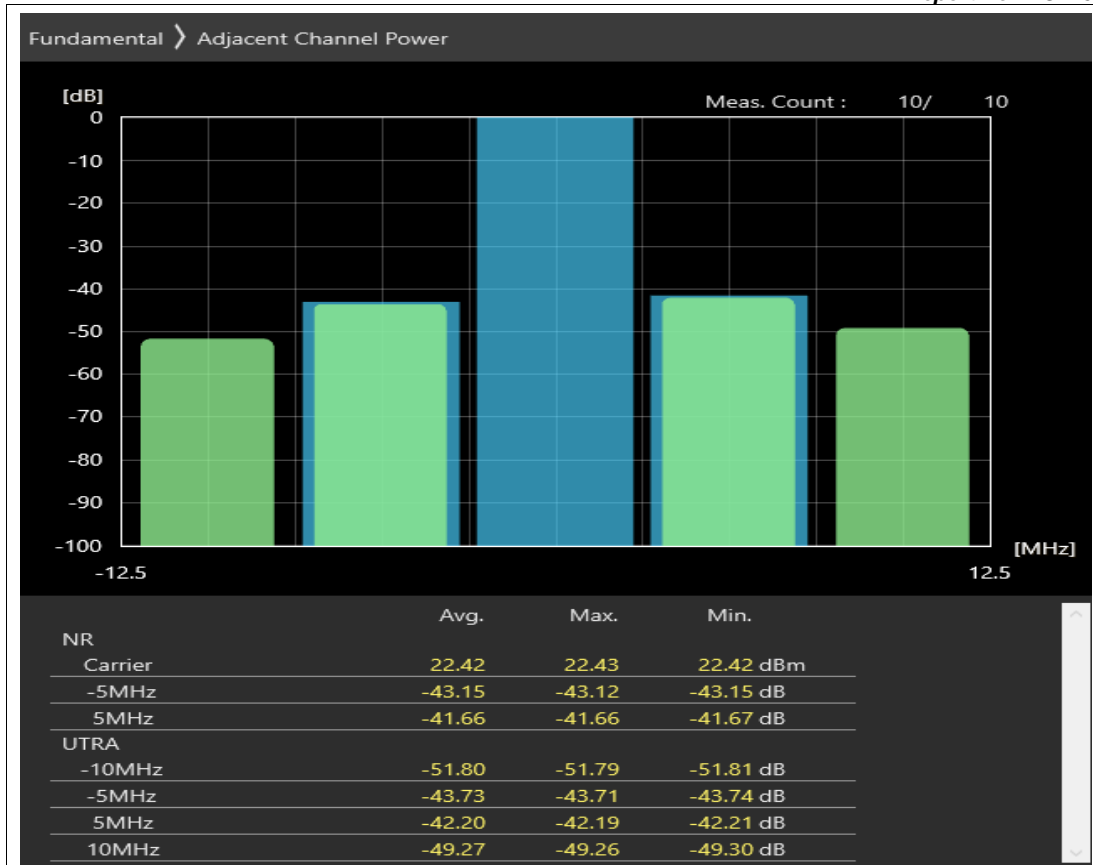 Fundamental 〉 Adjacent Channel Power
[dB]
Meas. Count : 10/ 10
0
-10
-20
-30
-40
-50
-60
-70
-80
-90
-100
[MHz]
-12.5 12.5
Avg. Max. Min.
NR
Carrier 22.42 22.43 22.42 dBm
-5MHz -43.15 -43.12 -43.15 dB
5MHz -41.66 -41.66 -41.67 dB
UTRA
-10MHz -51.80 -51.79 -51.81 dB
-5MHz -43.73 -43.71 -43.74 dB
5MHz -42.20 -42.19 -42.21 dB
10MHz -49.27 -49.26 -49.30 dB